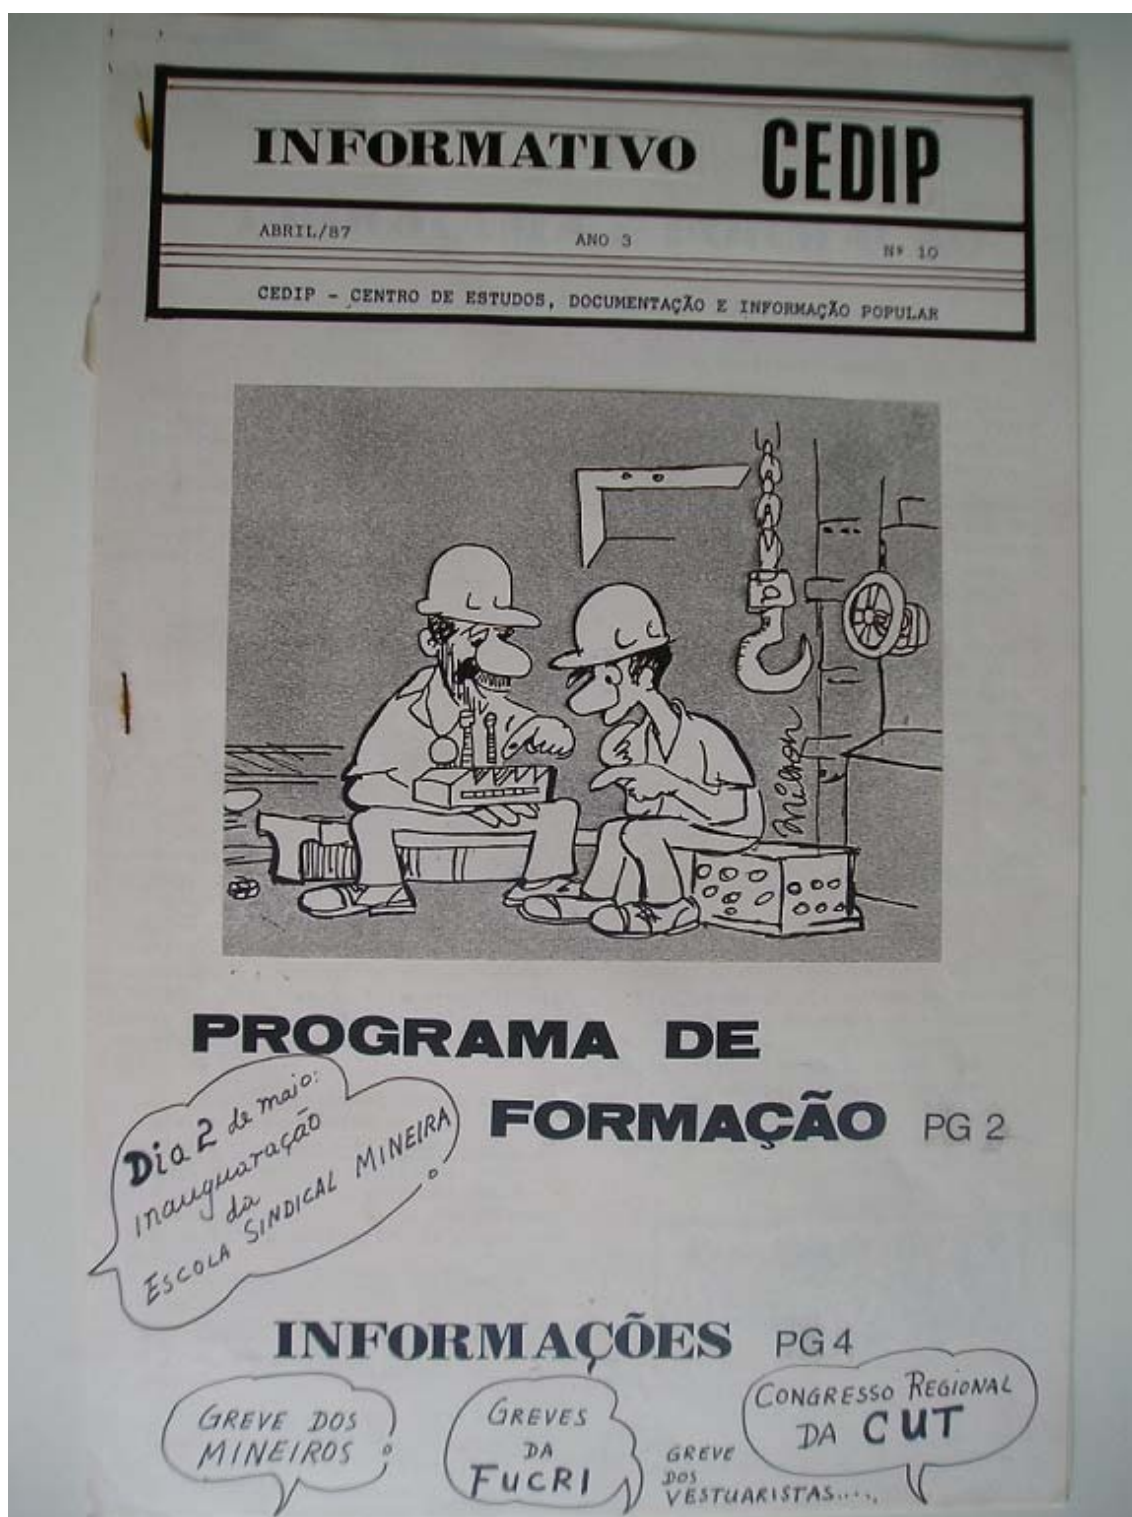 INFORMATIVO CEDIP
ABRIL/87 ANO 3 Nº 10
CEDIP - CENTRO DE ESTUDOS, DOCUMENTAÇÃO E INFORMAÇÃO POPULAR
Nilson
PROGRAMA DE
FORMAÇÃO PG 2
Dia 2 de maio:
inauguaração
da
ESCOLA SINDICAL MINEIRA!
INFORMAÇÕES PG 4
GREVE DOS
MINEIROS!
GREVES
DA
FUCRI
GREVE
DOS
VESTUARISTAS.....
CONGRESSO REGIONAL
DA CUT